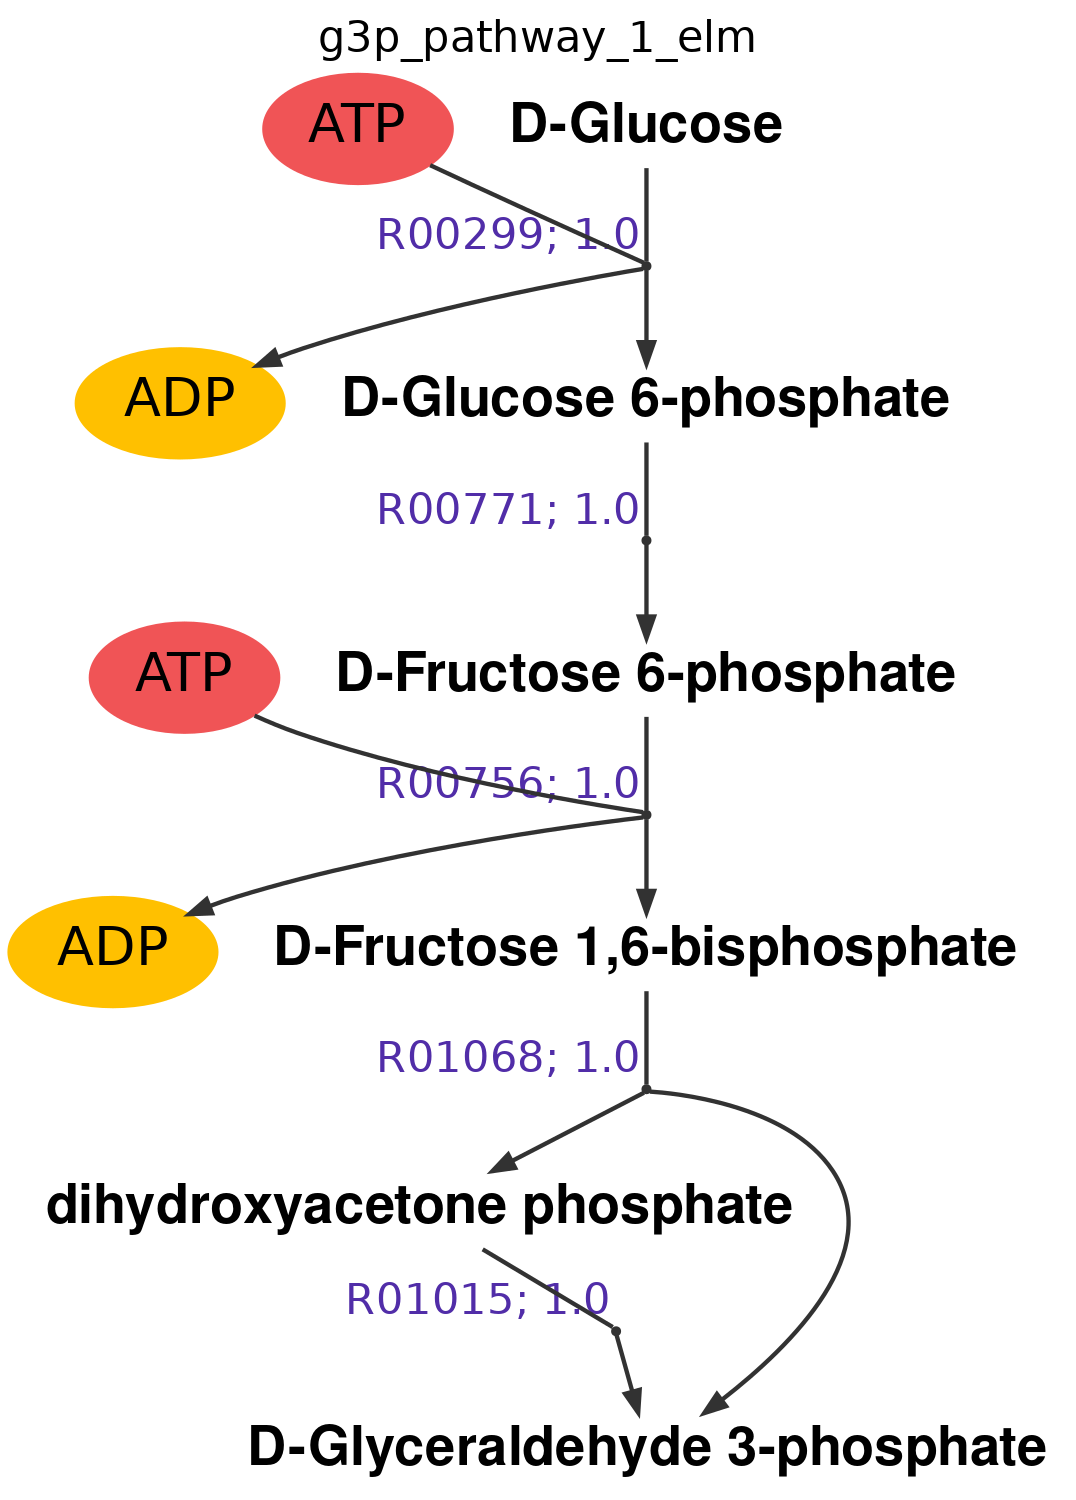 g3p_pathway_1_elm
ATP
D-Glucose
R00299; 1.0
ADP
D-Glucose 6-phosphate
R00771; 1.0
ATP
D-Fructose 6-phosphate
R00756; 1.0
ADP
D-Fructose 1,6-bisphosphate
R01068; 1.0
dihydroxyacetone phosphate
R01015; 1.0
D-Glyceraldehyde 3-phosphate